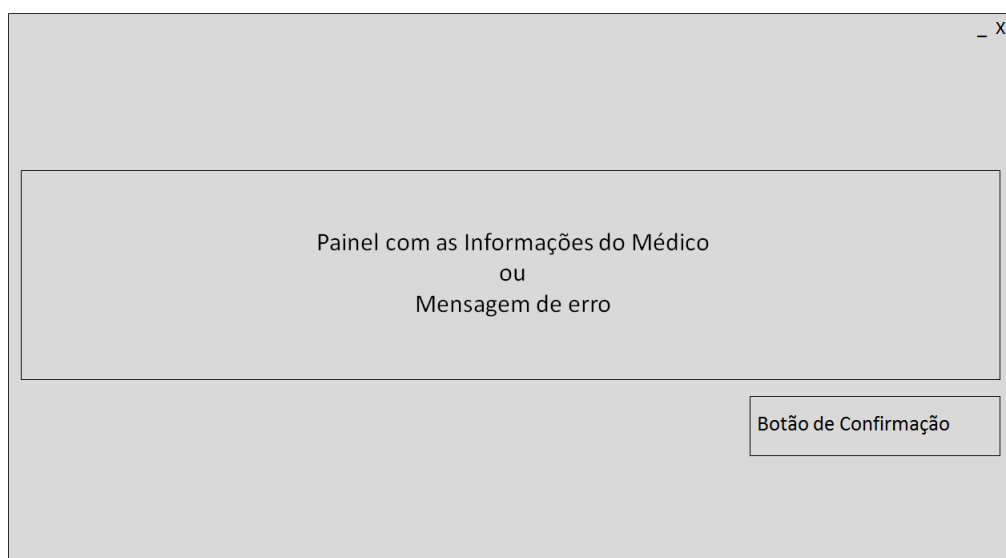 _ X
Painel com as Informações do Médico
ou
Mensagem de erro
Botão de Confirmação